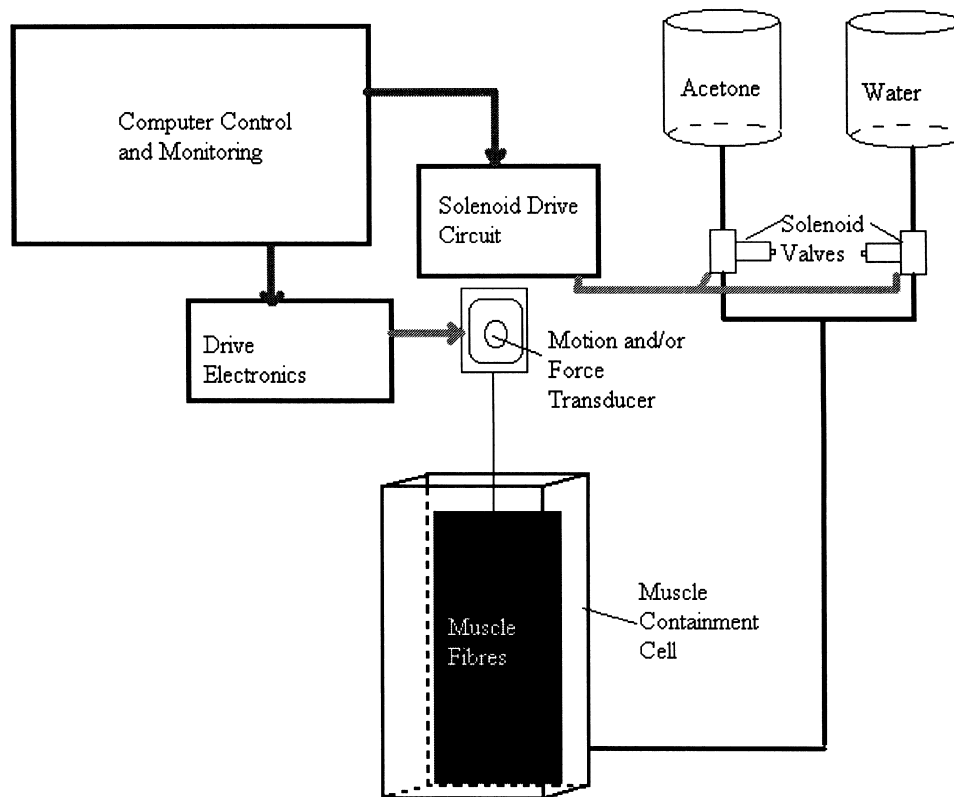 Computer Control
and Monitoring
Acetone
Water
Solenoid Drive
Circuit
Solenoid
Valves
Drive
Electronics
Motion and/or
Force
Transducer
Muscle
Fibres
Muscle
Containment
Cell